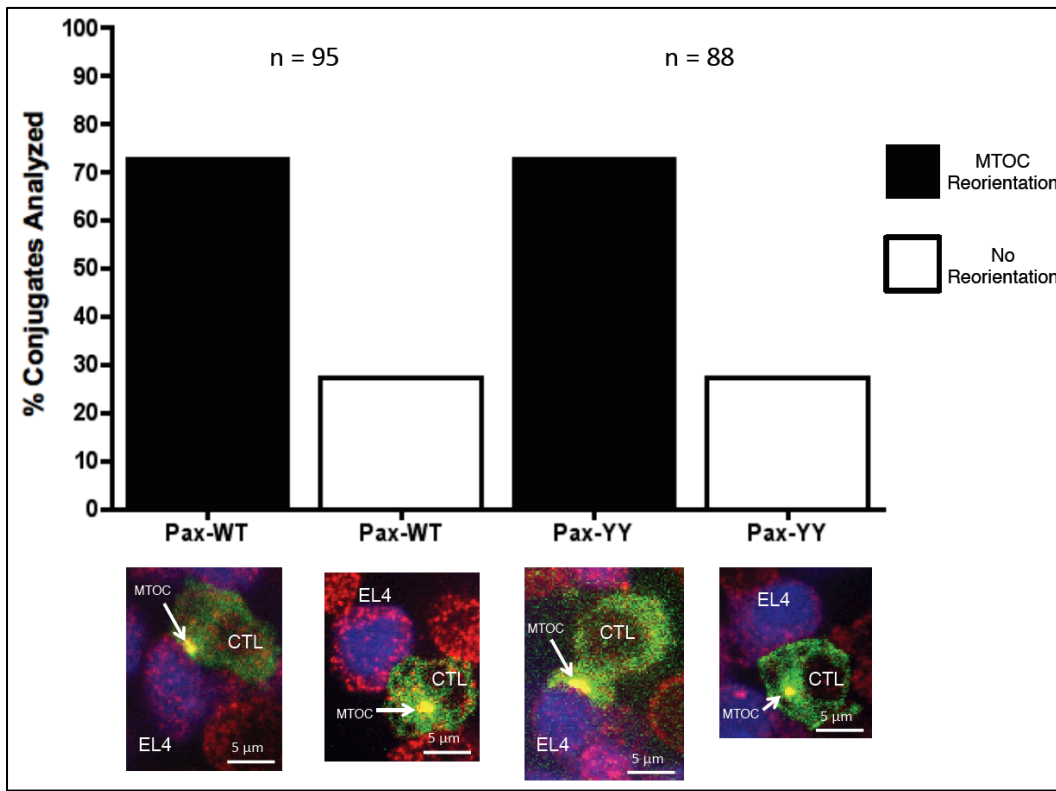 n = 95
n = 88
% Conjugates Analyzed
100
90
80
70
60
50
40
30
20
10
0
Pax-WT
Pax-WT
Pax-YY
Pax-YY
MTOC
Reorientation
No
Reorientation
MTOC
CTL
EL4
5 µm
EL4
CTL
MTOC
5 µm
CTL
MTOC
EL4
5 µm
EL4
CTL
MTOC
5 µm